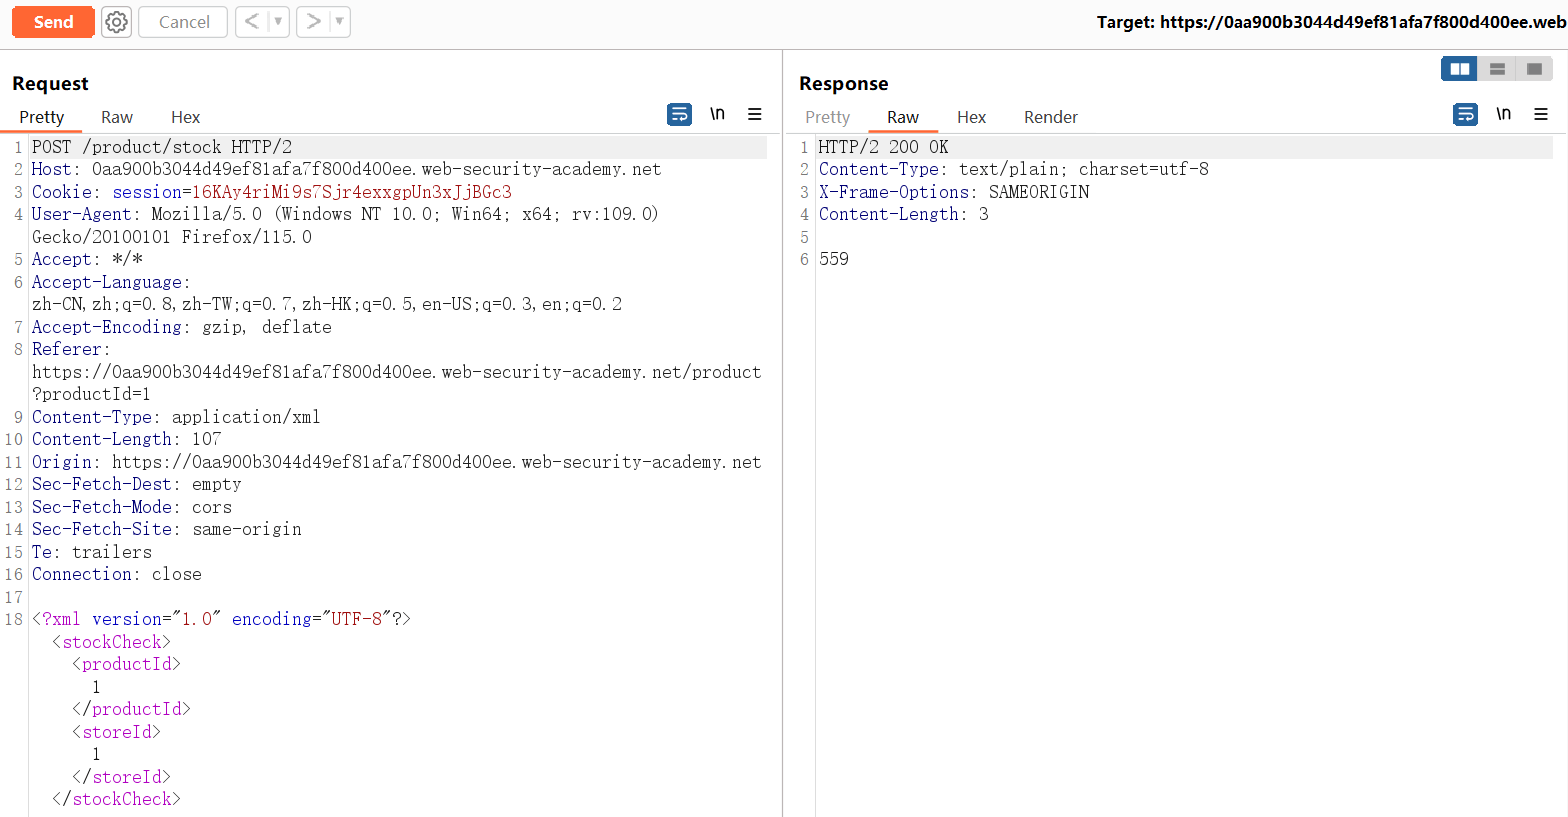 Send
Cancel
Target: https://0aa900b3044d49ef81afa7f800d400ee.web
Request
Pretty Raw Hex
\n
1 POST /product/stock HTTP/2
2 Host: 0aa900b3044d49ef81afa7f800d400ee.web-security-academy.net
3 Cookie: session=16KAy4riMi9s7Sjr4exxgpUn3xJjBGc3
4 User-Agent: Mozilla/5.0 (Windows NT 10.0; Win64; x64; rv:109.0)
Gecko/20100101 Firefox/115.0
5 Accept: */*
6 Accept-Language:
zh-CN,zh;q=0.8,zh-TW;q=0.7,zh-HK;q=0.5,en-US;q=0.3,en;q=0.2
7 Accept-Encoding: gzip, deflate
8 Referer:
https://0aa900b3044d49ef81afa7f800d400ee.web-security-academy.net/product
?productId=1
9 Content-Type: application/xml
10 Content-Length: 107
11 Origin: https://0aa900b3044d49ef81afa7f800d400ee.web-security-academy.net
12 Sec-Fetch-Dest: empty
13 Sec-Fetch-Mode: cors
14 Sec-Fetch-Site: same-origin
15 Te: trailers
16 Connection: close
17
18 <?xml version="1.0" encoding="UTF-8"?>
<stockCheck>
<productId>
1
</productId>
<storeId>
1
</storeId>
</stockCheck>
Response
Pretty Raw Hex Render
\n
1 HTTP/2 200 OK
2 Content-Type: text/plain; charset=utf-8
3 X-Frame-Options: SAMEORIGIN
4 Content-Length: 3
5
6 559